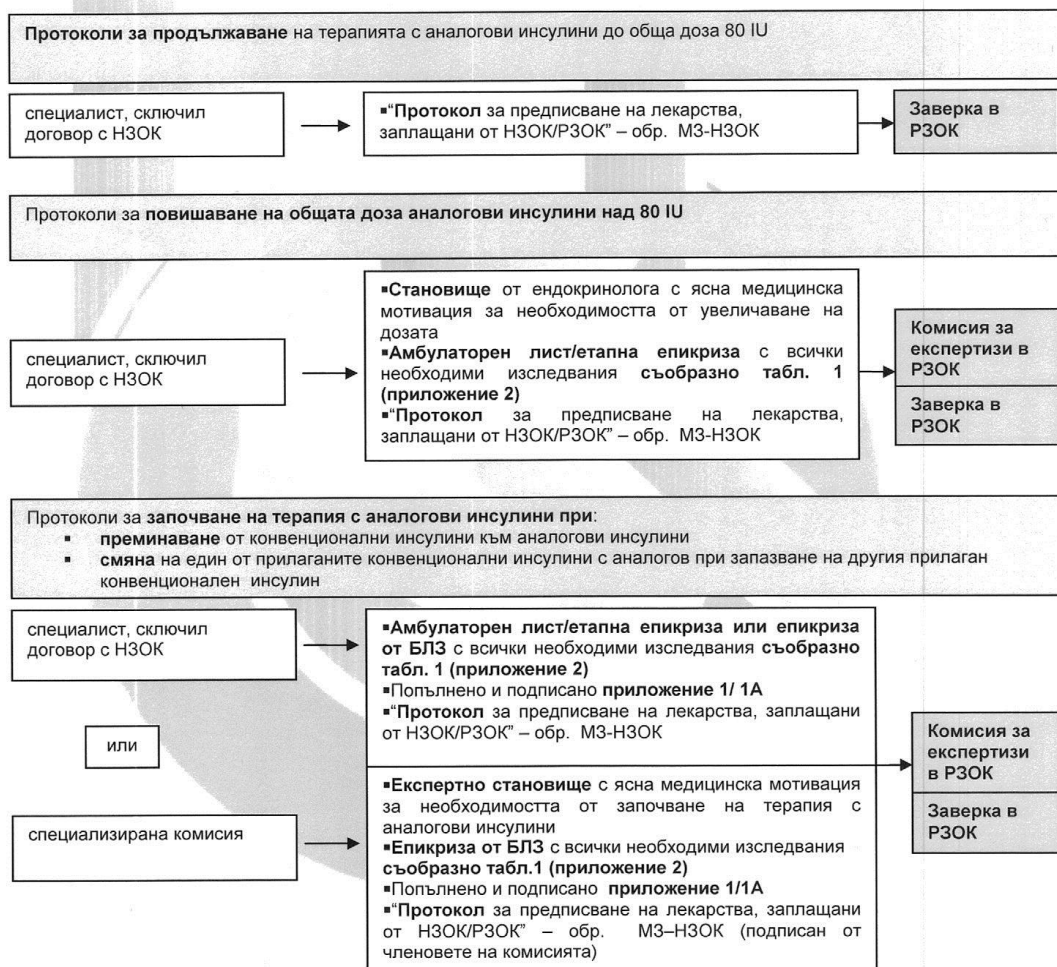 Протоколи за продължаване на терапията с аналогови инсулини до обща доза 80 IU
специалист, сключил
договор с НЗОК
▪“Протокол за предписване на лекарства,
заплащани от НЗОК/РЗОК” – обр. МЗ-НЗОК
Заверка в
РЗОК
Протоколи за повишаване на общата доза аналогови инсулини над 80 IU
специалист, сключил
договор с НЗОК
▪Становище от ендокринолога с ясна медицинска
мотивация за необходимостта от увеличаване на
дозата
▪Амбулаторен лист/етапна епикриза с всички
необходими изследвания съобразно табл. 1
(приложение 2)
▪“Протокол за предписване на лекарства,
заплащани от НЗОК/РЗОК” – обр. МЗ-НЗОК
Комисия за
експертизи в
РЗОК
Заверка в
РЗОК
Протоколи за започване на терапия с аналогови инсулини при:
▪ преминаване от конвенционални инсулини към аналогови инсулини
▪ смяна на един от прилаганите конвенционални инсулини с аналогов при запазване на другия прилаган
конвенционален инсулин
специалист, сключил
договор с НЗОК
▪Амбулаторен лист/етапна епикриза или епикриза
от БЛЗ с всички необходими изследвания съобразно
табл. 1 (приложение 2)
▪Попълнено и подписано приложение 1/ 1А
▪“Протокол за предписване на лекарства, заплащани
от НЗОК/РЗОК” – обр. МЗ-НЗОК
или
специализирана комисия
▪Експертно становище с ясна медицинска мотивация
за необходимостта от започване на терапия с
аналогови инсулини
▪Епикриза от БЛЗ с всички необходими изследвания
съобразно табл.1 (приложение 2)
▪Попълнено и подписано приложение 1/1А
▪“Протокол за предписване на лекарства, заплащани
от НЗОК/РЗОК” – обр. МЗ–НЗОК (подписан от
членовете на комисията)
Комисия за
експертизи
в РЗОК
Заверка в
РЗОК